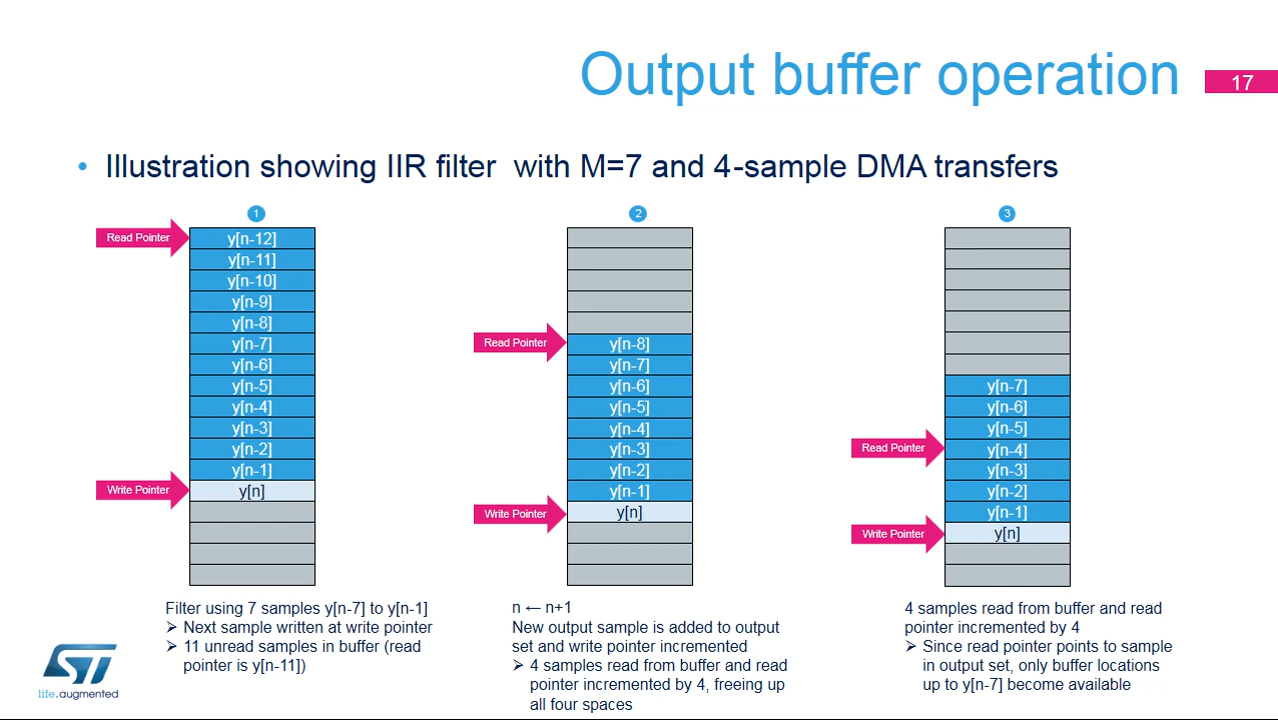 Output buffer operation
17
• Illustration showing IIR filter with M=7 and 4-sample DMA transfers
1
Read Pointer
y[n-12]
y[n-11]
y[n-10]
y[n-9]
y[n-8]
y[n-7]
y[n-6]
y[n-5]
y[n-4]
y[n-3]
y[n-2]
y[n-1]
Write Pointer
y[n]
Filter using 7 samples y[n-7] to y[n-1]
➢ Next sample written at write pointer
➢ 11 unread samples in buffer (read
pointer is y[n-11])
2
Read Pointer
y[n-8]
y[n-7]
y[n-6]
y[n-5]
y[n-4]
y[n-3]
y[n-2]
y[n-1]
Write Pointer
y[n]
n ← n+1
New output sample is added to output
set and write pointer incremented
➢ 4 samples read from buffer and read
pointer incremented by 4, freeing up
all four spaces
3
y[n-7]
y[n-6]
y[n-5]
Read Pointer
y[n-4]
y[n-3]
y[n-2]
y[n-1]
Write Pointer
y[n]
4 samples read from buffer and read
pointer incremented by 4
➢ Since read pointer points to sample
in output set, only buffer locations
up to y[n-7] become available
ST
life.augmented